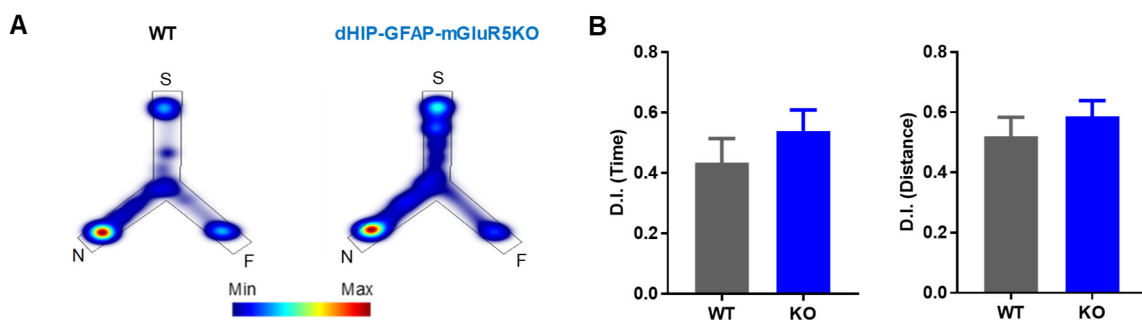 A
WT
dHIP-GFAP-mGluR5KO
S
N
F
S
N
F
Min
Max
B
D.I. (Time)
0.8
0.6
0.4
0.2
0.0
WT
KO
D.I. (Distance)
0.8
0.6
0.4
0.2
0.0
WT
KO